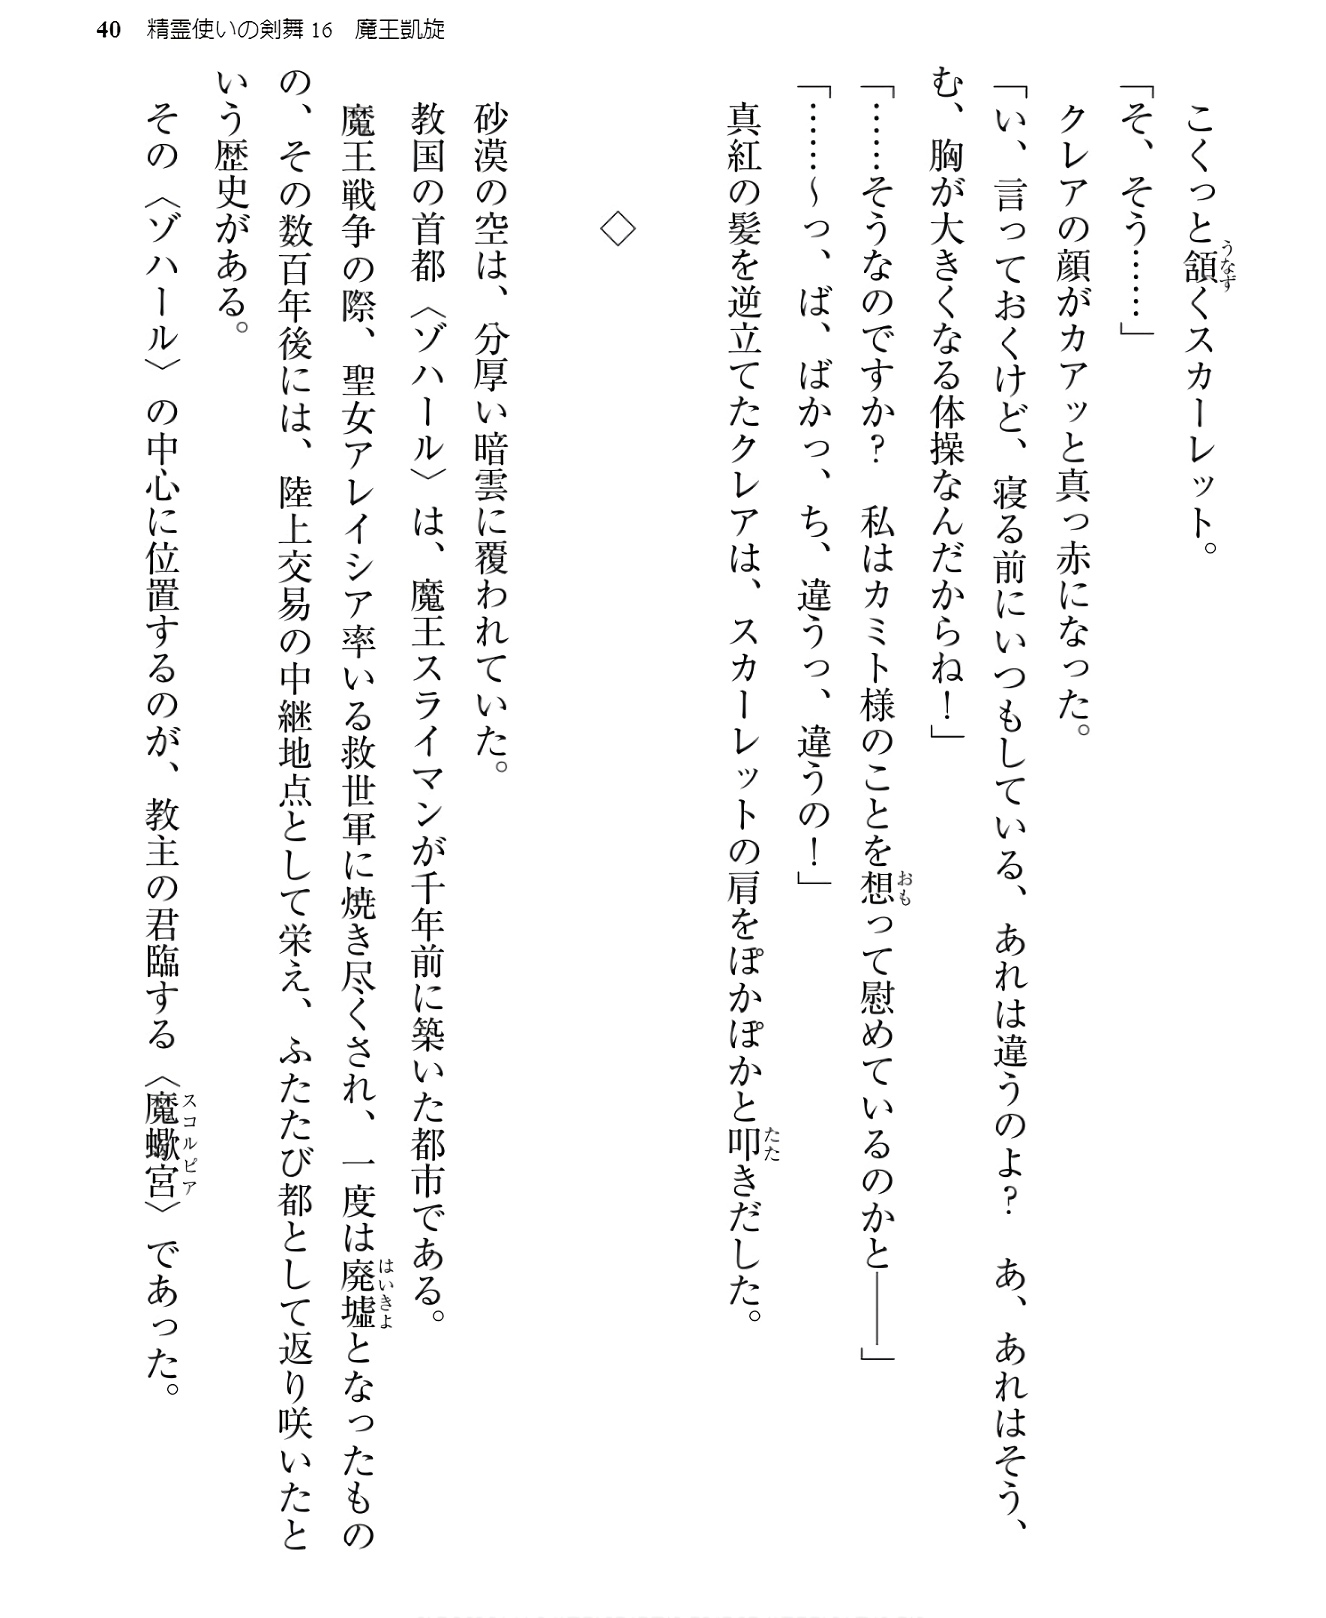 40 精霊使いの剣舞16 魔王凱旋
こくっと頷くスカーレット。
「そ、そう……」
クレアの顔がカアッと真っ赤になった。
「い、言っておくけど、寝る前にいつもしている、あれは違うのよ？　あ、あれはそう、
む、胸が大きくなる体操なんだからね！」
「……そうなのですか？　私はカミト様のことを想って慰めているのかと――」
「……～っ、ば、ばかっ、ち、違うっ、違うの！」
真紅の髪を逆立てたクレアは、スカーレットの肩をぽかぽかと叩きだした。
◇
砂漠の空は、分厚い暗雲に覆われていた。
教国の首都〈ゾハール〉は、魔王スライマンが千年前に築いた都市である。
魔王戦争の際、聖女アレイシア率いる救世軍に焼き尽くされ、一度は廃墟となったもの
の、その数百年後には、陸上交易の中継地点として栄え、ふたたび都として返り咲いたと
いう歴史がある。
その〈ゾハール〉の中心に位置するのが、教主の君臨する〈魔蠍宮〉であった。
うなず
おも
たた
はいきよ
スコルピア